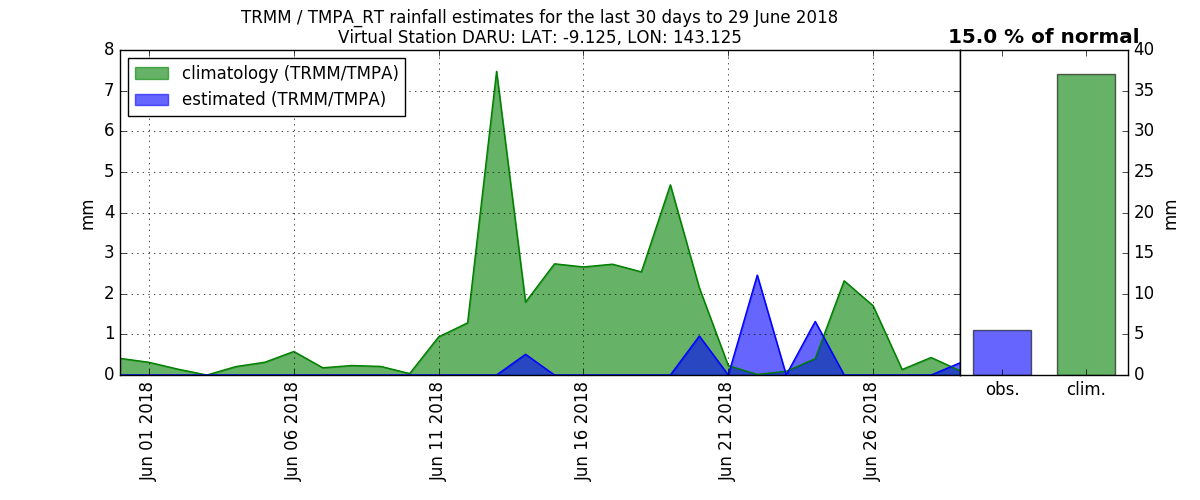 TRMM / TMPA_RT rainfall estimates for the last 30 days to 29 June 2018
Virtual Station DARU: LAT: -9.125, LON: 143.125
15.0 % of normal
climatology (TRMM/TMPA)
estimated (TRMM/TMPA)
8
7
6
5
4
3
2
1
0
mm
Jun 01 2018
Jun 06 2018
Jun 11 2018
Jun 16 2018
Jun 21 2018
Jun 26 2018
40
35
30
25
20
15
10
5
0
mm
obs.
clim.